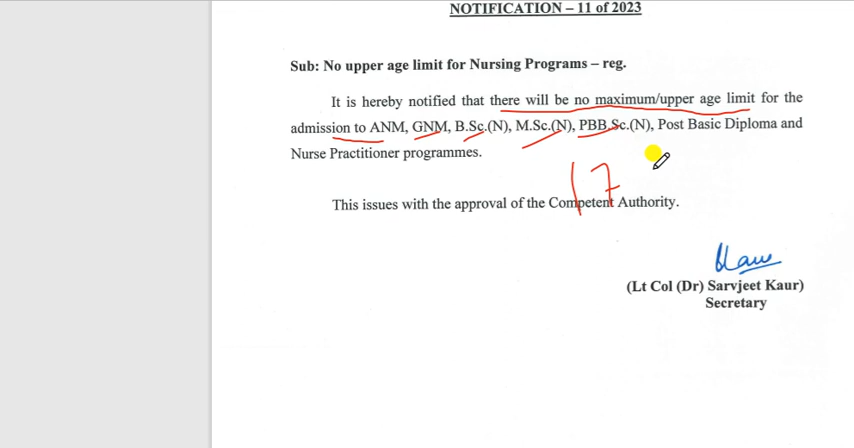 NOTIFICATION – 11 of 2023
Sub: No upper age limit for Nursing Programs – reg.
It is hereby notified that there will be no maximum/upper age limit for the
admission to ANM, GNM, B.Sc.(N), M.Sc.(N), PBB.Sc.(N), Post Basic Diploma and
Nurse Practitioner programmes.
17
This issues with the approval of the Competent Authority.
(Lt Col (Dr) Sarvjeet Kaur)
Secretary